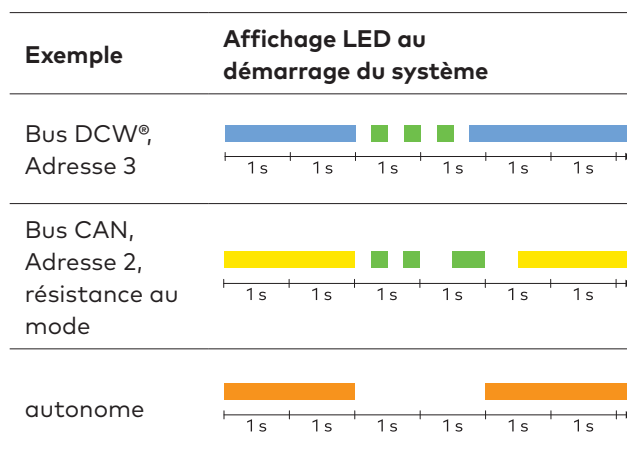 Exemple
Affichage LED au
démarrage du système
Bus DCW®,
Adresse 3
1 s 1 s 1 s 1 s 1 s 1 s
Bus CAN,
Adresse 2,
résistance au
mode
1 s 1 s 1 s 1 s 1 s 1 s
autonome
1 s 1 s 1 s 1 s 1 s 1 s